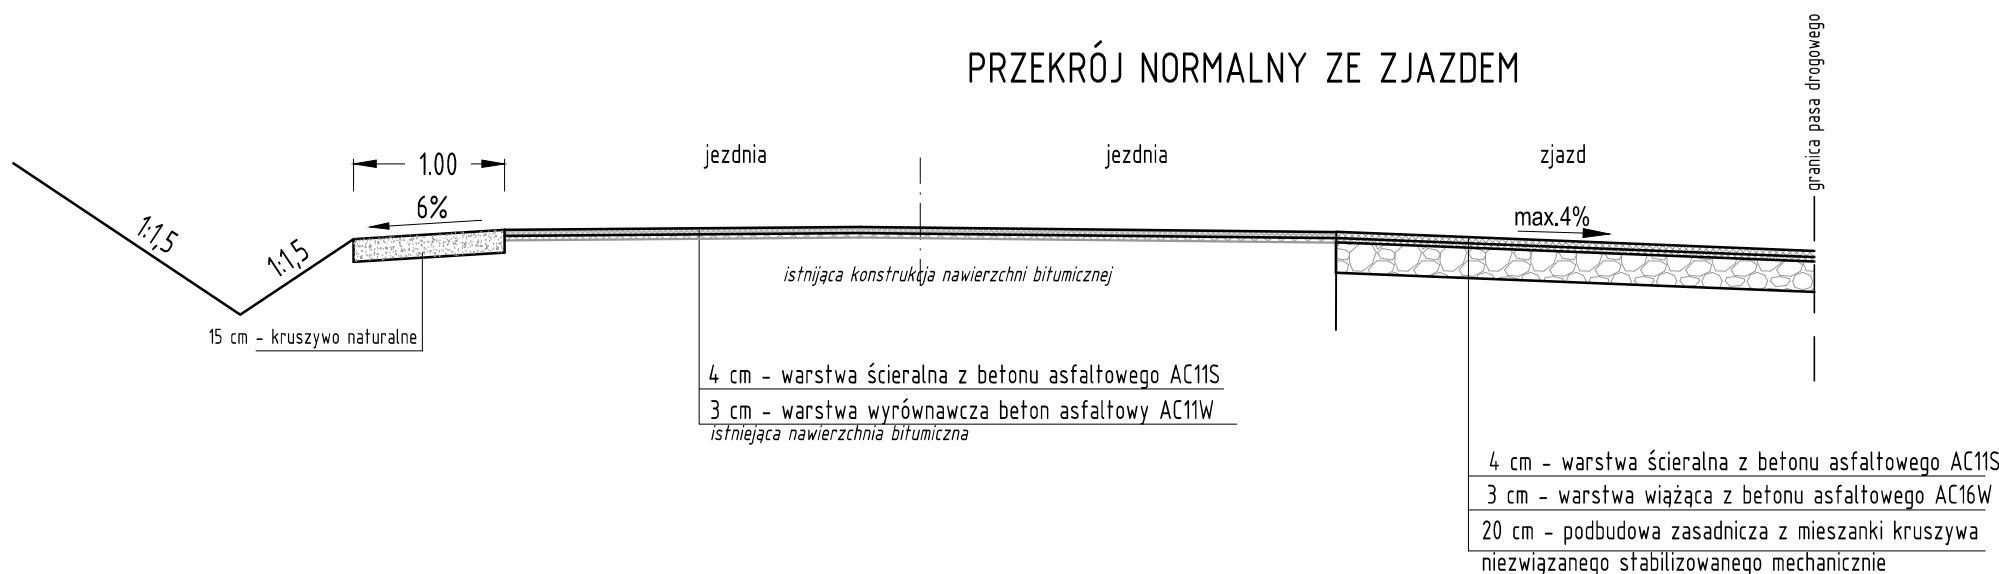 PRZEKRÓJ NORMALNY ZE ZJAZDEM
granica pasa drogowego
jezdnia
jezdnia
zjazd
1.00
6%
max.4%
1:1,5
1:1,5
istnijąca konstrukcja nawierzchni bitumicznej
15 cm - kruszywo naturalne
4 cm - warstwa ścieralna z betonu asfaltowego AC11S
3 cm - warstwa wyrównawcza beton asfaltowy AC11W
istniejąca nawierzchnia bitumiczna
4 cm - warstwa ścieralna z betonu asfaltowego AC11S
3 cm - warstwa wiążąca z betonu asfaltowego AC16W
20 cm - podbudowa zasadnicza z mieszanki kruszywa
niezwiązanego stabilizowanego mechanicznie